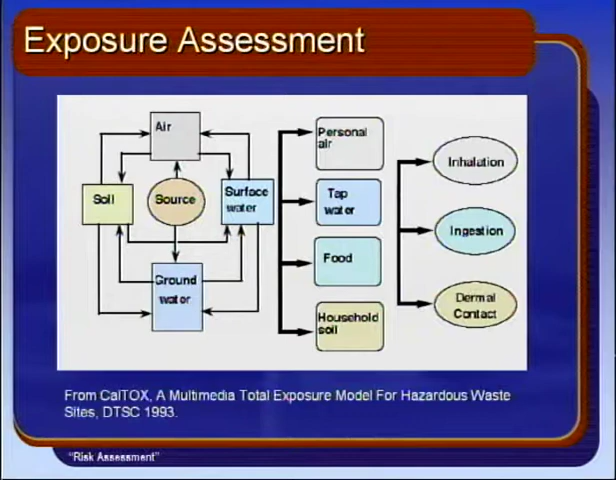 Exposure Assessment
Air
Soil
Source
Surface
water
Ground
water
Personal
air
Tap
water
Food
Household
soil
Inhalation
Ingestion
Dermal
Contact
From CalTOX, A Multimedia Total Exposure Model For Hazardous Waste
Sites, DTSC 1993.
"Risk Assessment"